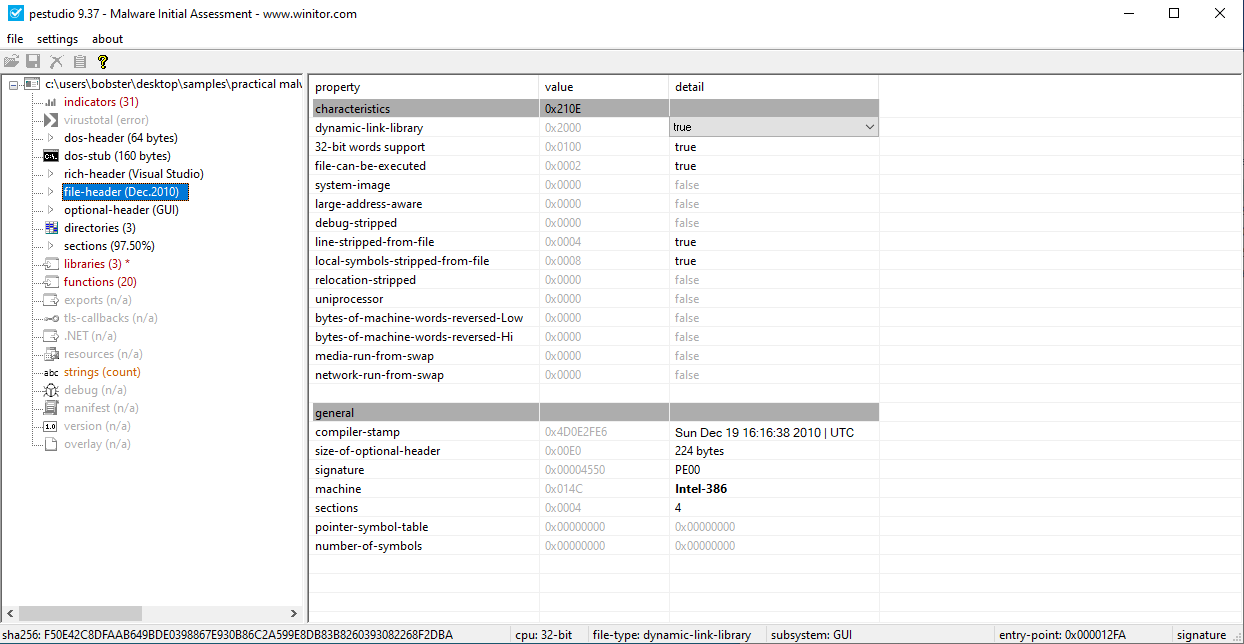 pestudio 9.37 - Malware Initial Assessment - www.winitor.com
file settings about
c:\users\bobster\desktop\samples\practical malv
indicators (31)
virustotal (error)
dos-header (64 bytes)
dos-stub (160 bytes)
rich-header (Visual Studio)
file-header (Dec.2010)
optional-header (GUI)
directories (3)
sections (97.50%)
libraries (3) *
functions (20)
exports (n/a)
tls-callbacks (n/a)
.NET (n/a)
resources (n/a)
abc strings (count)
debug (n/a)
manifest (n/a)
1.0 version (n/a)
overlay (n/a)
property value detail
characteristics 0x210E
dynamic-link-library 0x2000 true
32-bit words support 0x0100 true
file-can-be-executed 0x0002 true
system-image 0x0000 false
large-address-aware 0x0000 false
debug-stripped 0x0000 false
line-stripped-from-file 0x0004 true
local-symbols-stripped-from-file 0x0008 true
relocation-stripped 0x0000 false
uniprocessor 0x0000 false
bytes-of-machine-words-reversed-Low 0x0000 false
bytes-of-machine-words-reversed-Hi 0x0000 false
media-run-from-swap 0x0000 false
network-run-from-swap 0x0000 false
general
compiler-stamp 0x4D0E2FE6 Sun Dec 19 16:16:38 2010 | UTC
size-of-optional-header 0x00E0 224 bytes
signature 0x00004550 PE00
machine 0x014C Intel-386
sections 0x0004 4
pointer-symbol-table 0x00000000 0x00000000
number-of-symbols 0x00000000 0x00000000
sha256: F50E42C8DFAAB649BDE0398867E930B86C2A599E8DB83B8260393082268F2DBA cpu: 32-bit file-type: dynamic-link-library subsystem: GUI entry-point: 0x000012FA signature